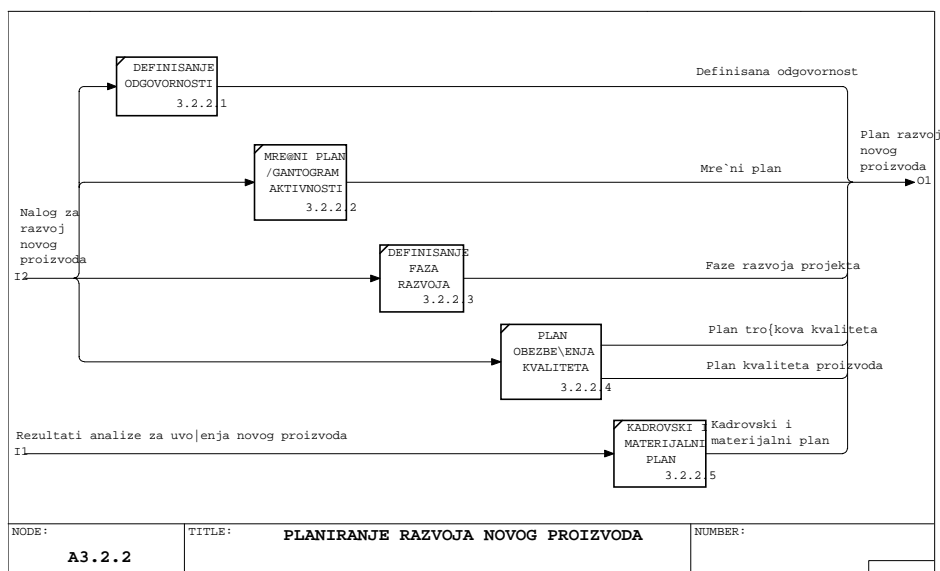 DEFINISANJE
ODGOVORNOSTI
3.2.2.1
Definisana odgovornost
MRE@NI PLAN
/GANTOGRAM
AKTIVNOSTI
3.2.2.2
Mre`ni plan
Plan razvoj
novog
proizvoda
O1
Nalog za
razvoj
novog
proizvoda
I2
DEFINISANJE
FAZA
RAZVOJA
3.2.2.3
Faze razvoja projekta
PLAN
OBEZBE\ENJA
KVALITETA
3.2.2.4
Plan tro{kova kvaliteta
Plan kvaliteta proizvoda
Rezultati analize za uvo|enja novog proizvoda
I1
KADROVSKI I
MATERIJALNI
PLAN
3.2.2.5
Kadrovski i
materijalni plan
NODE:
A3.2.2
TITLE:
PLANIRANJE RAZVOJA NOVOG PROIZVODA
NUMBER: